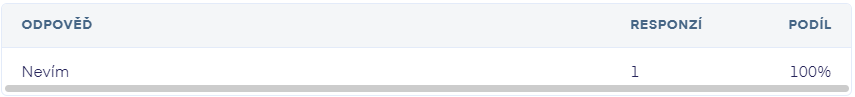 ODPOVĚĎ RESPONZÍ PODÍL
Nevím 1 100%